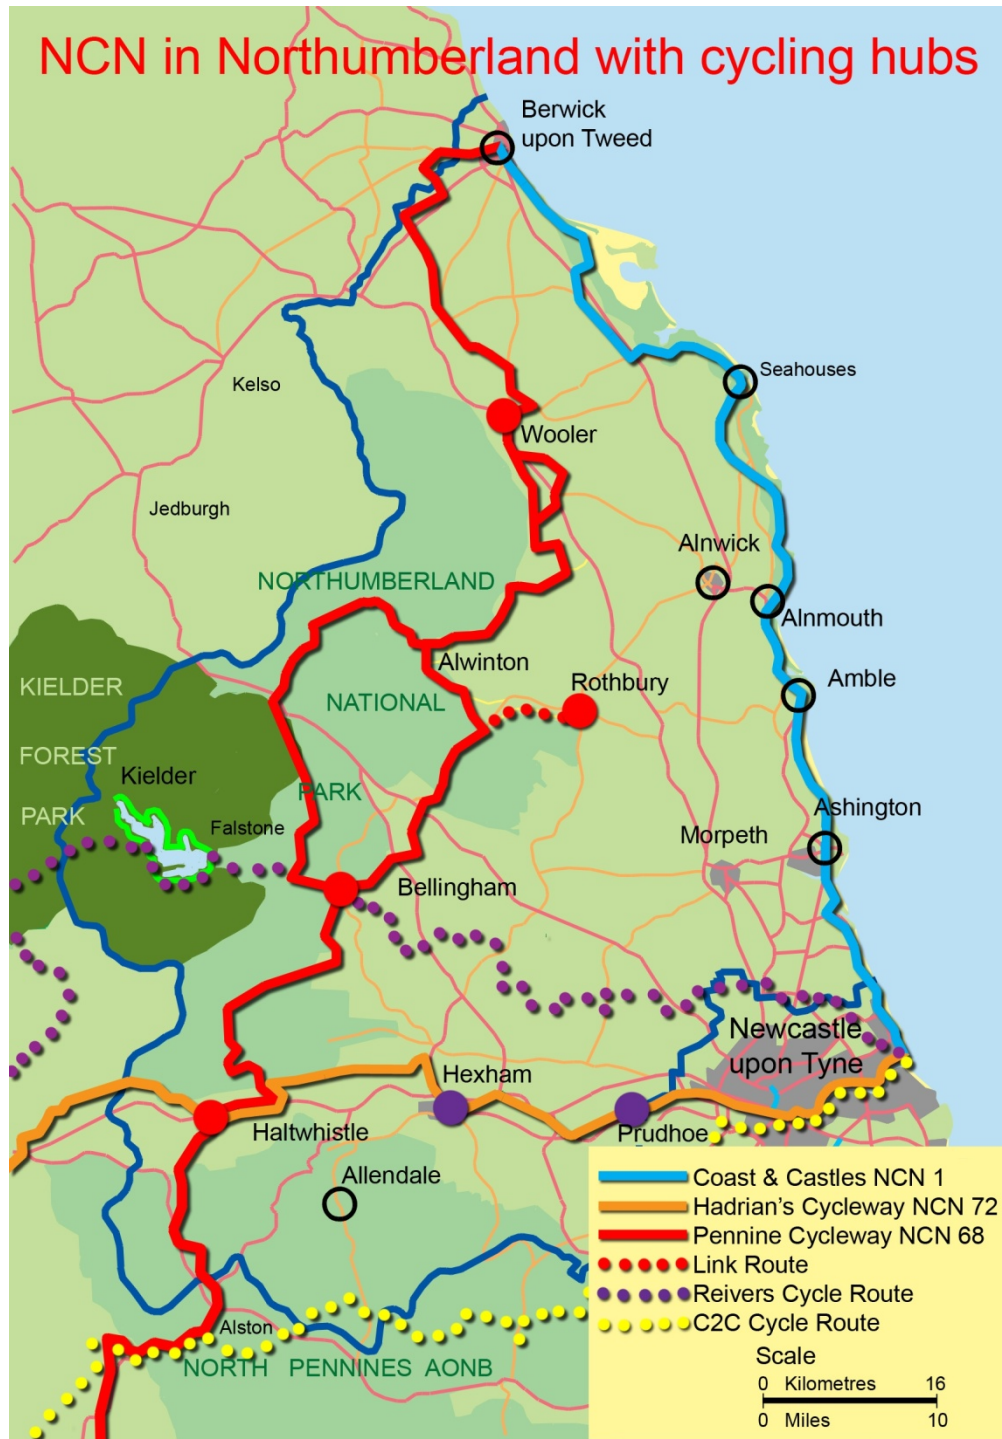 NCN in Northumberland with cycling hubs
Berwick
upon Tweed
Seahouses
Kelso
Wooler
Jedburgh
Alnwick
NORTHUMBERLAND
Alnmouth
Alwinton
Rothbury
Amble
KIELDER
NATIONAL
FOREST
Kielder
PARK
PARK
Ashington
Falstone
Morpeth
Bellingham
Newcastle
upon Tyne
Hexham
Haltwhistle
Prudhoe
Allendale
Coast & Castles NCN 1
Hadrian's Cycleway NCN 72
Pennine Cycleway NCN 68
Link Route
Reivers Cycle Route
C2C Cycle Route
Alston
NORTH PENNINES AONB
Scale
0 Kilometres 16
0 Miles 10